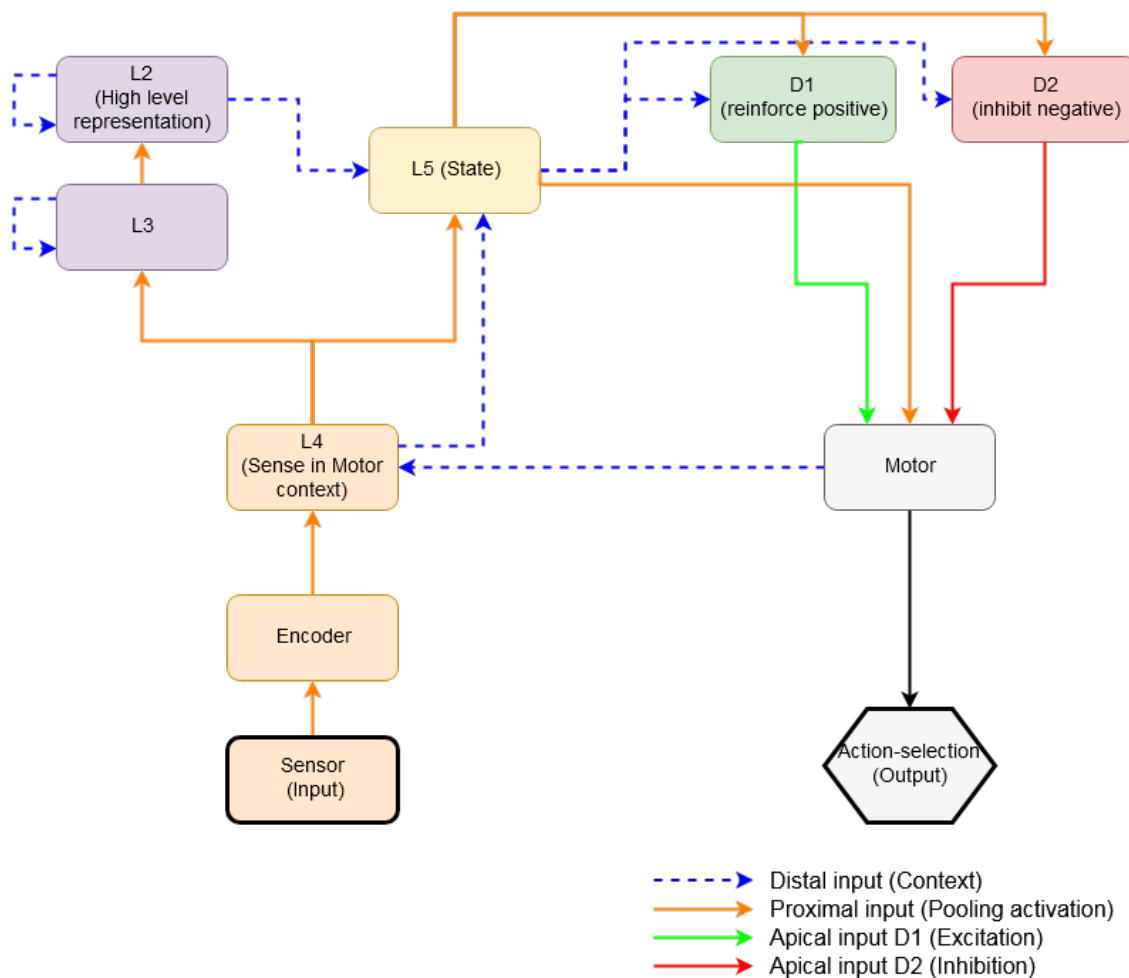 L2
(High level
representation)
D1
(reinforce positive)
D2
(inhibit negative)
L5 (State)
L3
L4
(Sense in Motor
context)
Motor
Encoder
Sensor
(Input)
Action-selection
(Output)
Distal input (Context)
Proximal input (Pooling activation)
Apical input D1 (Excitation)
Apical input D2 (Inhibition)